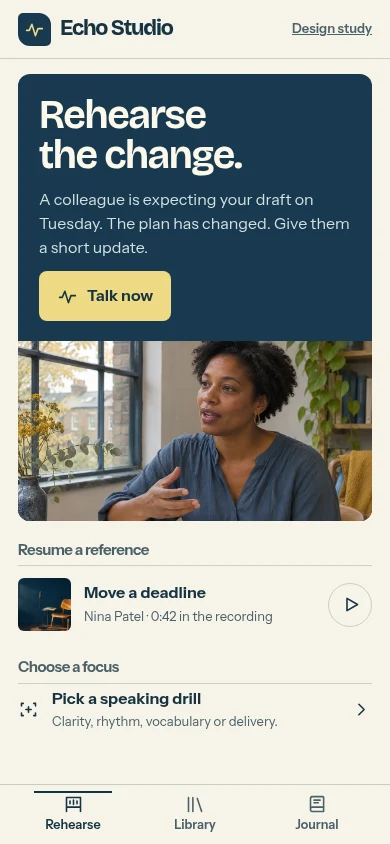 Echo Studio
Design study
Rehearse
the change.
A colleague is expecting your draft on
Tuesday. The plan has changed. Give them
a short update.
Talk now
Resume a reference
Move a deadline
Nina Patel · 0:42 in the recording
Choose a focus
Pick a speaking drill
Clarity, rhythm, vocabulary or delivery.
Rehearse
Library
Journal